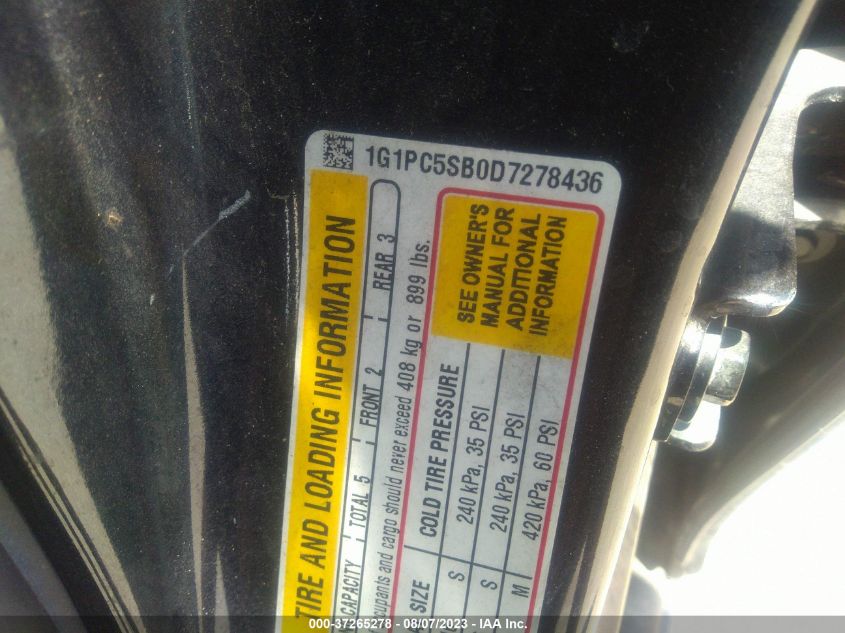 1G1PC5SB0D7278436
TIRE AND LOADING INFORMATION
CAPACITY TOTAL 5 FRONT 2 REAR 3
and cargo should never exceed 408 kg or 899 lbs.
SIZE COLD TIRE PRESSURE
S 240 kPa, 35 PSI
S 240 kPa, 35 PSI
M 420 kPa, 60 PSI
SEE OWNER'S
MANUAL FOR
ADDITIONAL
INFORMATION
000-37265278 - 08/07/2023 - IAA Inc.